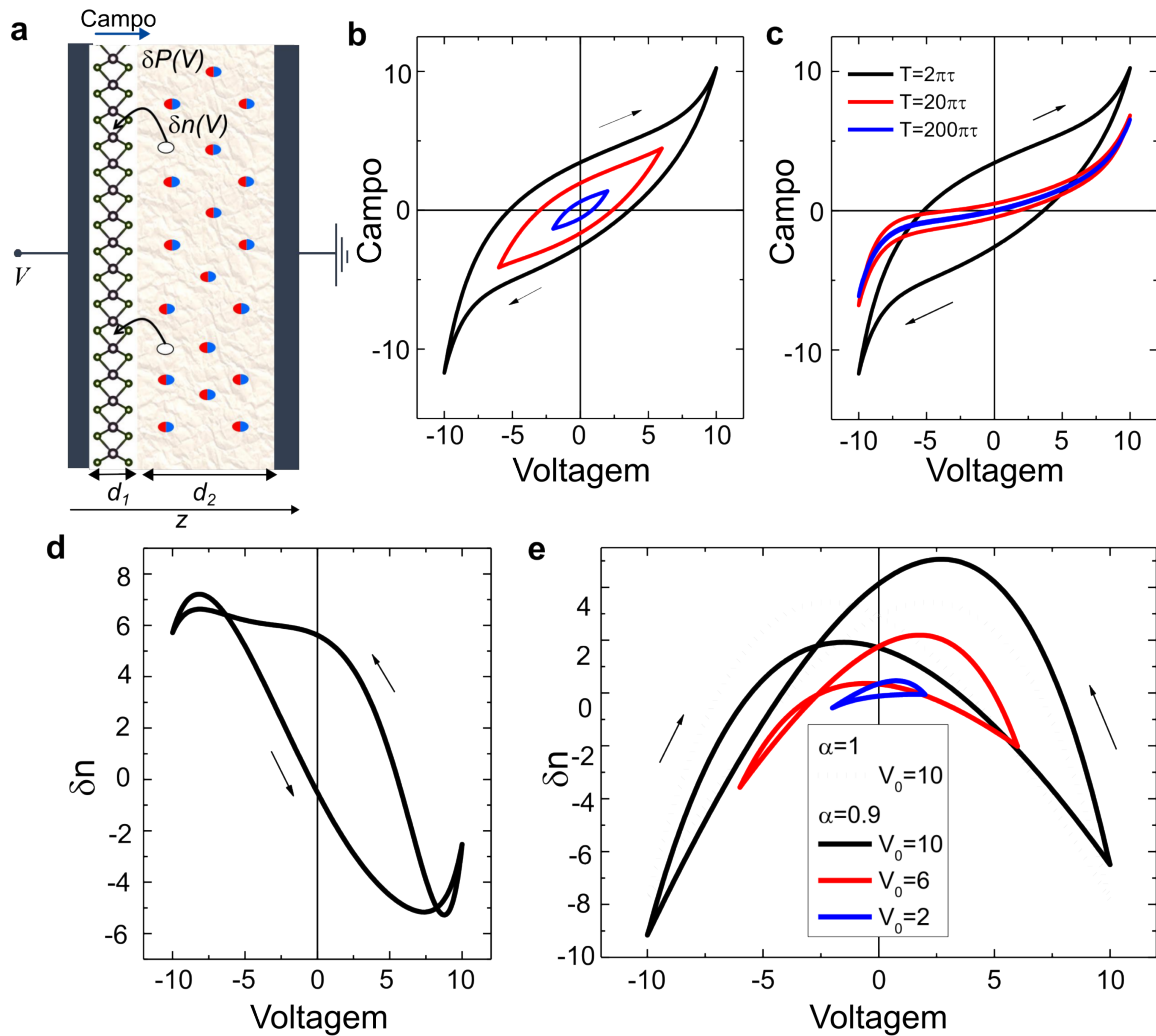 a
Campo
δP(V)
δn(V)
V
d₁
d₂
z
b
Campo
10
0
-10
-10
-5
0
5
10
Voltagem
c
T=2πτ
T=20πτ
T=200πτ
Campo
10
0
-10
-10
-5
0
5
10
Voltagem
d
δn
8
6
4
2
0
-2
-4
-6
-10
-5
0
5
10
Voltagem
e
δn
4
2
0
-2
-4
-6
-8
-10
-10
-5
0
5
10
α=1
V₀=10
α=0.9
V₀=10
V₀=6
V₀=2
Voltagem